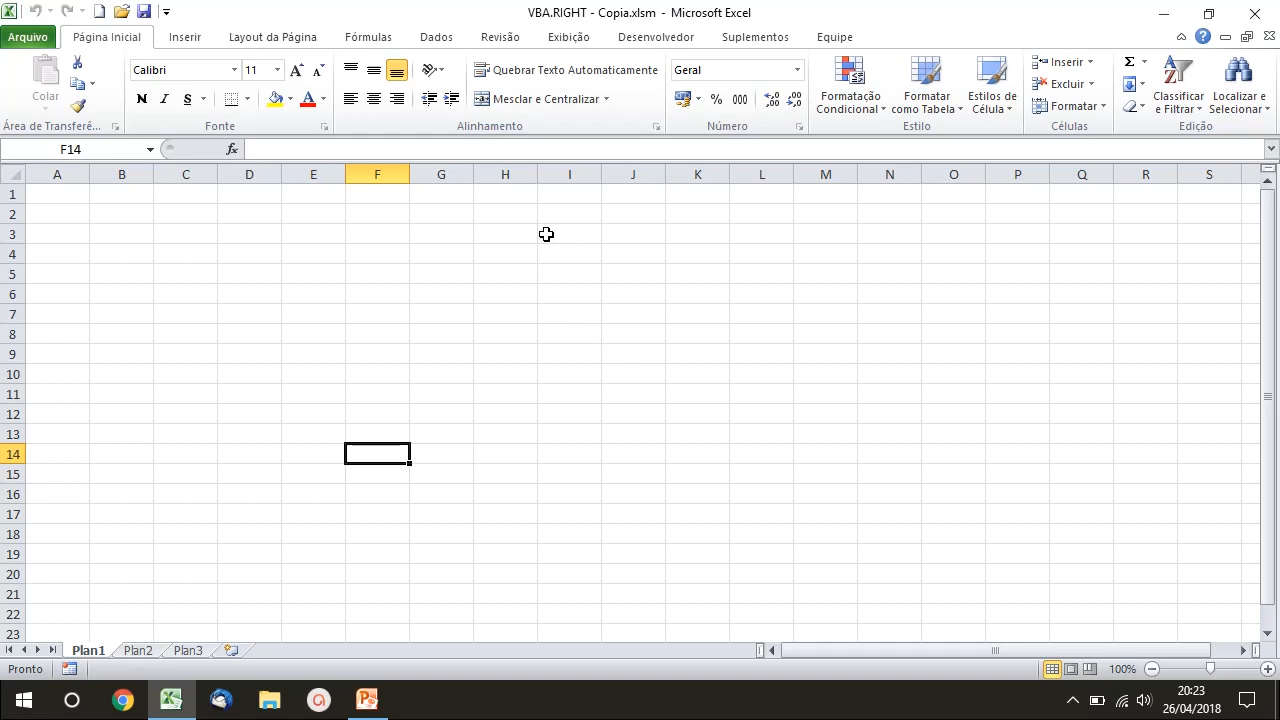 VBA.RIGHT - Copia.xlsm - Microsoft Excel
Arquivo Página Inicial Inserir Layout da Página Fórmulas Dados Revisão Exibição Desenvolvedor Suplementos Equipe
Colar
Área de Transferê...
Calibri 11
N I S
Fonte
Quebrar Texto Automaticamente
Mesclar e Centralizar
Alinhamento
Geral
% 000
Número
Formatação Condicional
Formatar como Tabela
Estilos de Célula
Estilo
Inserir
Excluir
Formatar
Células
Classificar e Filtrar
Localizar e Selecionar
Edição
F14 fx
A B C D E F G H I J K L M N O P Q R S
1
2
3
4
5
6
7
8
9
10
11
12
13
14
15
16
17
18
19
20
21
22
23
Plan1 Plan2 Plan3
Pronto 100%
20:23
26/04/2018